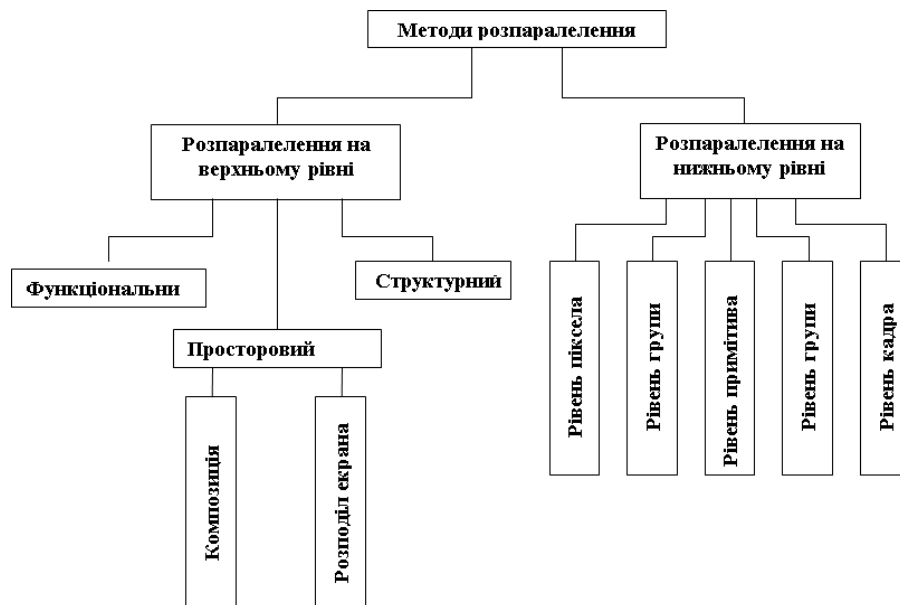 Методи розпаралелення
Розпаралелення на
верхньому рівні
Розпаралелення на
нижньому рівні
Функціональни
Структурний
Просторовий
Композиція
Розподіл екрана
Рівень піксела
Рівень групи
Рівень примітива
Рівень групи
Рівень кадра